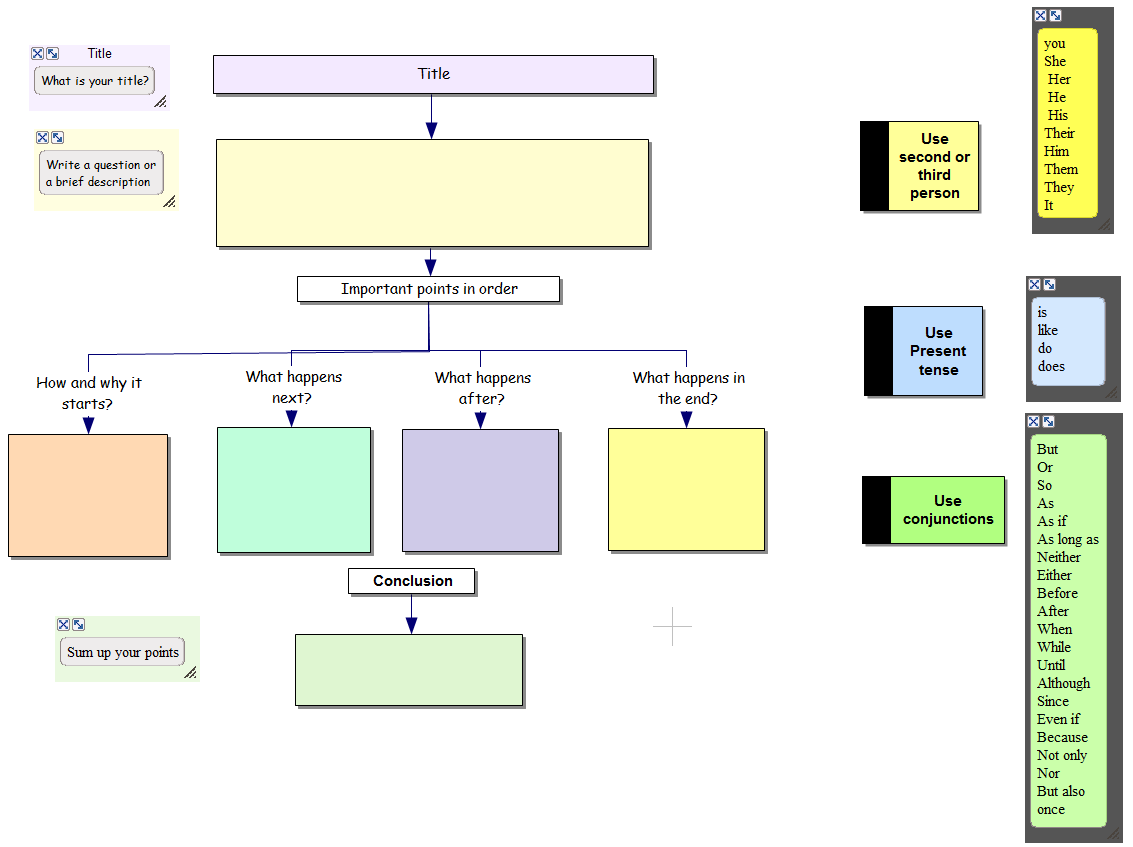 Title
What is your title?
Title
Write a question or
a brief description
Important points in order
How and why it
starts?
What happens
next?
What happens
after?
What happens in
the end?
Conclusion
Sum up your points
Use
second or
third
person
you
She
Her
He
His
Their
Him
Them
They
It
Use
Present
tense
is
like
do
does
Use
conjunctions
But
Or
So
As
As if
As long as
Neither
Either
Before
After
When
While
Until
Although
Since
Even if
Because
Not only
Nor
But also
once